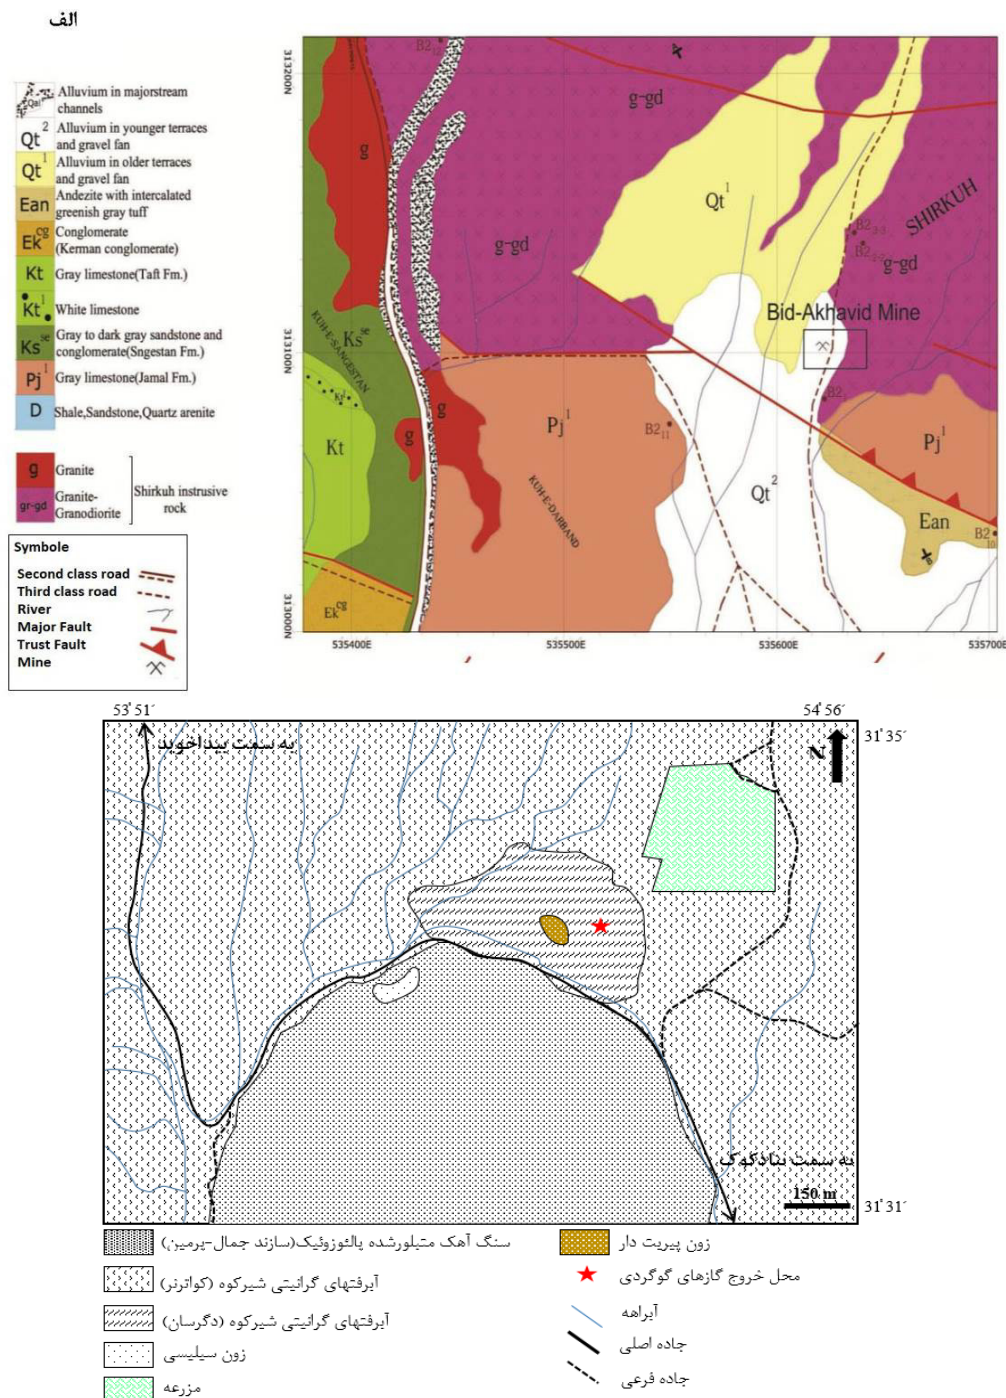 الف
Alluvium in majorstream
channels
Qal
Qt2
Alluvium in younger terraces
and gravel fan
Qt1
Alluvium in older terraces
and gravel fan
Ean
Andezite with intercalated
greenish gray tuff
Ekcg
Conglomerate
(Kerman conglomerate)
Kt
Gray limestone(Taft Fm.)
Kt1
White limestone
Ksse
Gray to dark gray sandstone and
conglomerate(Sngestan Fm.)
Pj1
Gray limestone(Jamal Fm.)
D
Shale,Sandstone,Quartz arenite
g
Granite
gr-gd
Granite-
Granodiorite
Shirkuh instrusive
rock
Symbole
Second class road
Third class road
River
Major Fault
Trust Fault
Mine
3132000N
3131000N
3130000N
535400E
535500E
535600E
535700E
g
g-gd
g-gd
g-gd
Qt1
SHIRKUH
Bid-Akhavid Mine
Ksse
KUH-E-SANGESTAN
Kt1
Kt
g
g
Pj1
B211
KUH-E-DARBAND
Qt2
Pj1
Ean
B210
Ekcg
53˚ 51´
54˚ 56´
31˚35´
31˚31´
به سمت بیداخوید
N
به سمت بنادکوک
150 m
سنگ آهک متبلورشده پالئوزوئیک(سازند جمال-پرمین)
آبرفتهای گرانیتی شیرکوه (کواترنر)
آبرفتهای گرانیتی شیرکوه (دگرسان)
زون سیلیسی
مزرعه
زون پیریت دار
محل خروج گازهای گوگردی
آبراهه
جاده اصلی
جاده فرعی